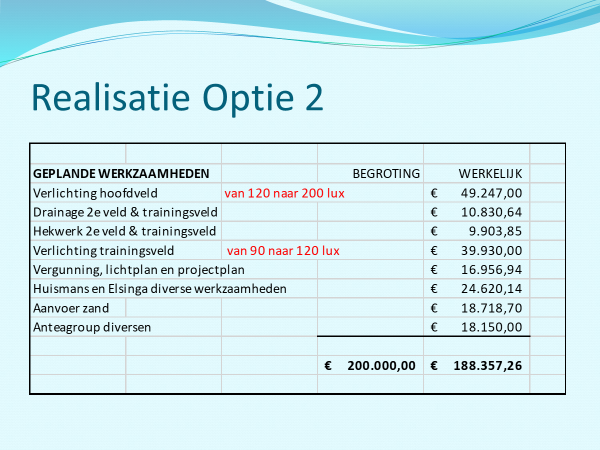 Realisatie Optie 2
GEPLANDE WERKZAAMHEDEN BEGROTING WERKELIJK
Verlichting hoofdveld van 120 naar 200 lux € 49.247,00
Drainage 2e veld & trainingsveld € 10.830,64
Hekwerk 2e veld & trainingsveld € 9.903,85
Verlichting trainingsveld van 90 naar 120 lux € 39.930,00
Vergunning, lichtplan en projectplan € 16.956,94
Huismans en Elsinga diverse werkzaamheden € 24.620,14
Aanvoer zand € 18.718,70
Anteagroup diversen € 18.150,00
€ 200.000,00 € 188.357,26